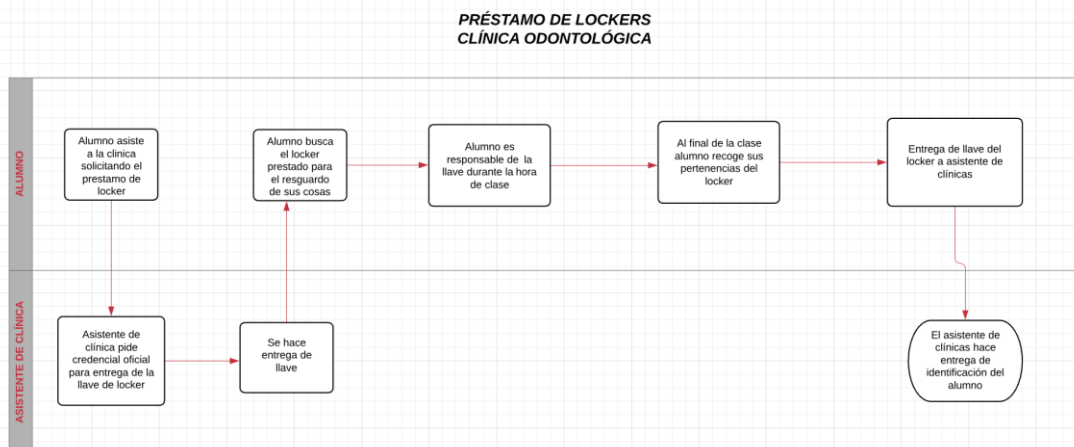 PRÉSTAMO DE LOCKERS
CLÍNICA ODONTOLÓGICA
ALUMNO
Alumno asiste
a la clinica
solicitando el
prestamo de
locker
Alumno busca
el locker
prestado para
el resguardo
de sus cosas
Alumno es
responsable de la
llave durante la hora
de clase
Al final de la clase
alumno recoge sus
pertenencias del
locker
Entrega de llave del
locker a asistente de
clínicas
ASISTENTE DE CLÍNICA
Asistente de
clínica pide
credencial oficial
para entrega de la
llave de locker
Se hace
entrega de
llave
El asistente de
clínicas hace
entrega de
identificación del
alumno